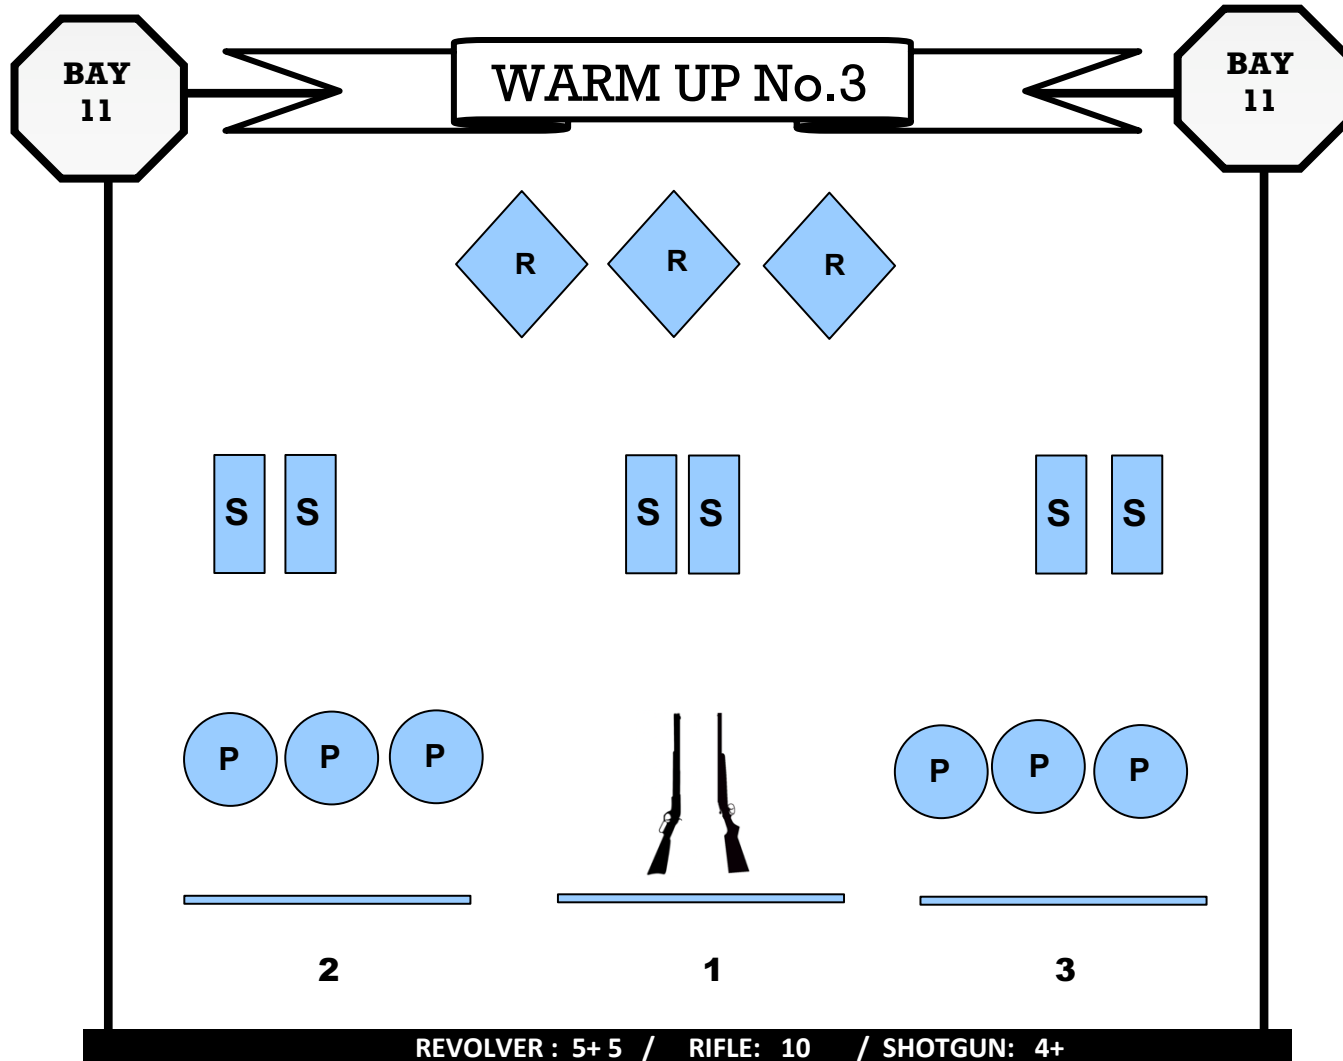 BAY
11
WARM UP No.3
BAY
11
R R R
S S S S S S
P P P P P P
2 1 3
REVOLVER : 5+ 5 / RIFLE: 10 / SHOTGUN: 4+